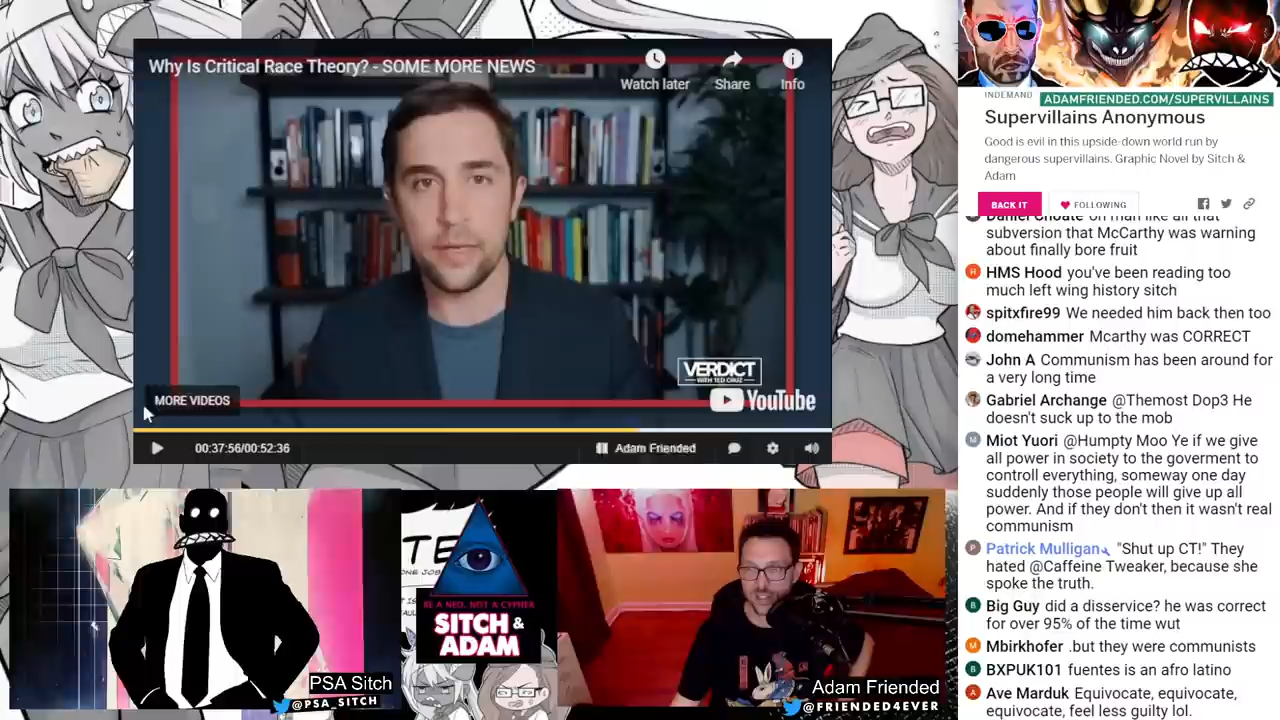 Why Is Critical Race Theory? - SOME MORE NEWS
Watch later
Share
Info
VERDICT
WITH TED CRUZ
MORE VIDEOS
YouTube
00:37:56/00:52:36
Adam Friended
PSA Sitch
@PSA_SITCH
BE A NEO, NOT A CYPHER
SITCH &
ADAM
Adam Friended
@FRIENDED4EVER
INDEMAND
ADAMFRIENDED.COM/SUPERVILLAINS
Supervillains Anonymous
Good is evil in this upside-down world run by
dangerous supervillains. Graphic Novel by Sitch &
Adam
BACK IT
FOLLOWING
Daniel Choate Oh man like all that
subversion that McCarthy was warning
about finally bore fruit
HMS Hood you've been reading too
much left wing history sitch
spitxfire99 We needed him back then too
domehammer Mcarthy was CORRECT
John A Communism has been around for
a very long time
Gabriel Archange @Themost Dop3 He
doesn't suck up to the mob
Miot Yuori @Humpty Moo Ye if we give
all power in society to the goverment to
controll everything, someway one day
suddenly those people will give up all
power. And if they don't then it wasn't real
communism
Patrick Mulligan "Shut up CT!" They
hated @Caffeine Tweaker, because she
spoke the truth.
Big Guy did a disservice? he was correct
for over 95% of the time wut
Mbirkhofer .but they were communists
BXPUK101 fuentes is an afro latino
Ave Marduk Equivocate, equivocate,
equivocate, feel less guilty lol.